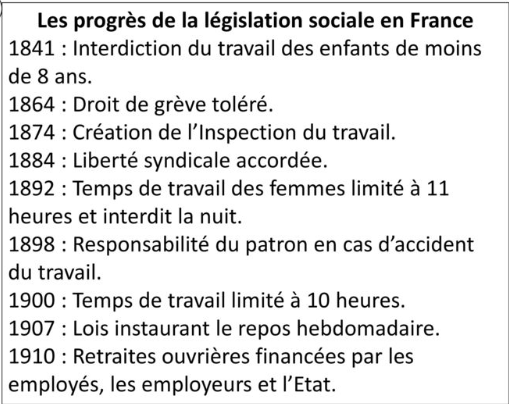 Les progrès de la législation sociale en France
1841 : Interdiction du travail des enfants de moins
de 8 ans.
1864 : Droit de grève toléré.
1874 : Création de l’Inspection du travail.
1884 : Liberté syndicale accordée.
1892 : Temps de travail des femmes limité à 11
heures et interdit la nuit.
1898 : Responsabilité du patron en cas d’accident
du travail.
1900 : Temps de travail limité à 10 heures.
1907 : Lois instaurant le repos hebdomadaire.
1910 : Retraites ouvrières financées par les
employés, les employeurs et l’Etat.